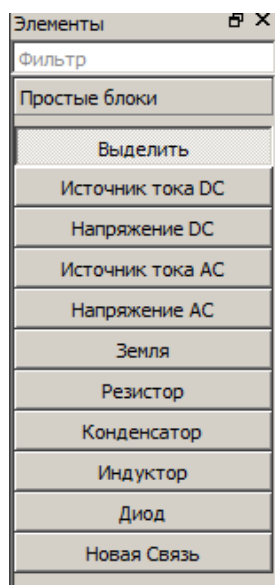 Элементы
Фильтр
Простые блоки
Выделить
Источник тока DC
Напряжение DC
Источник тока AC
Напряжение AC
Земля
Резистор
Конденсатор
Индуктор
Диод
Новая Связь